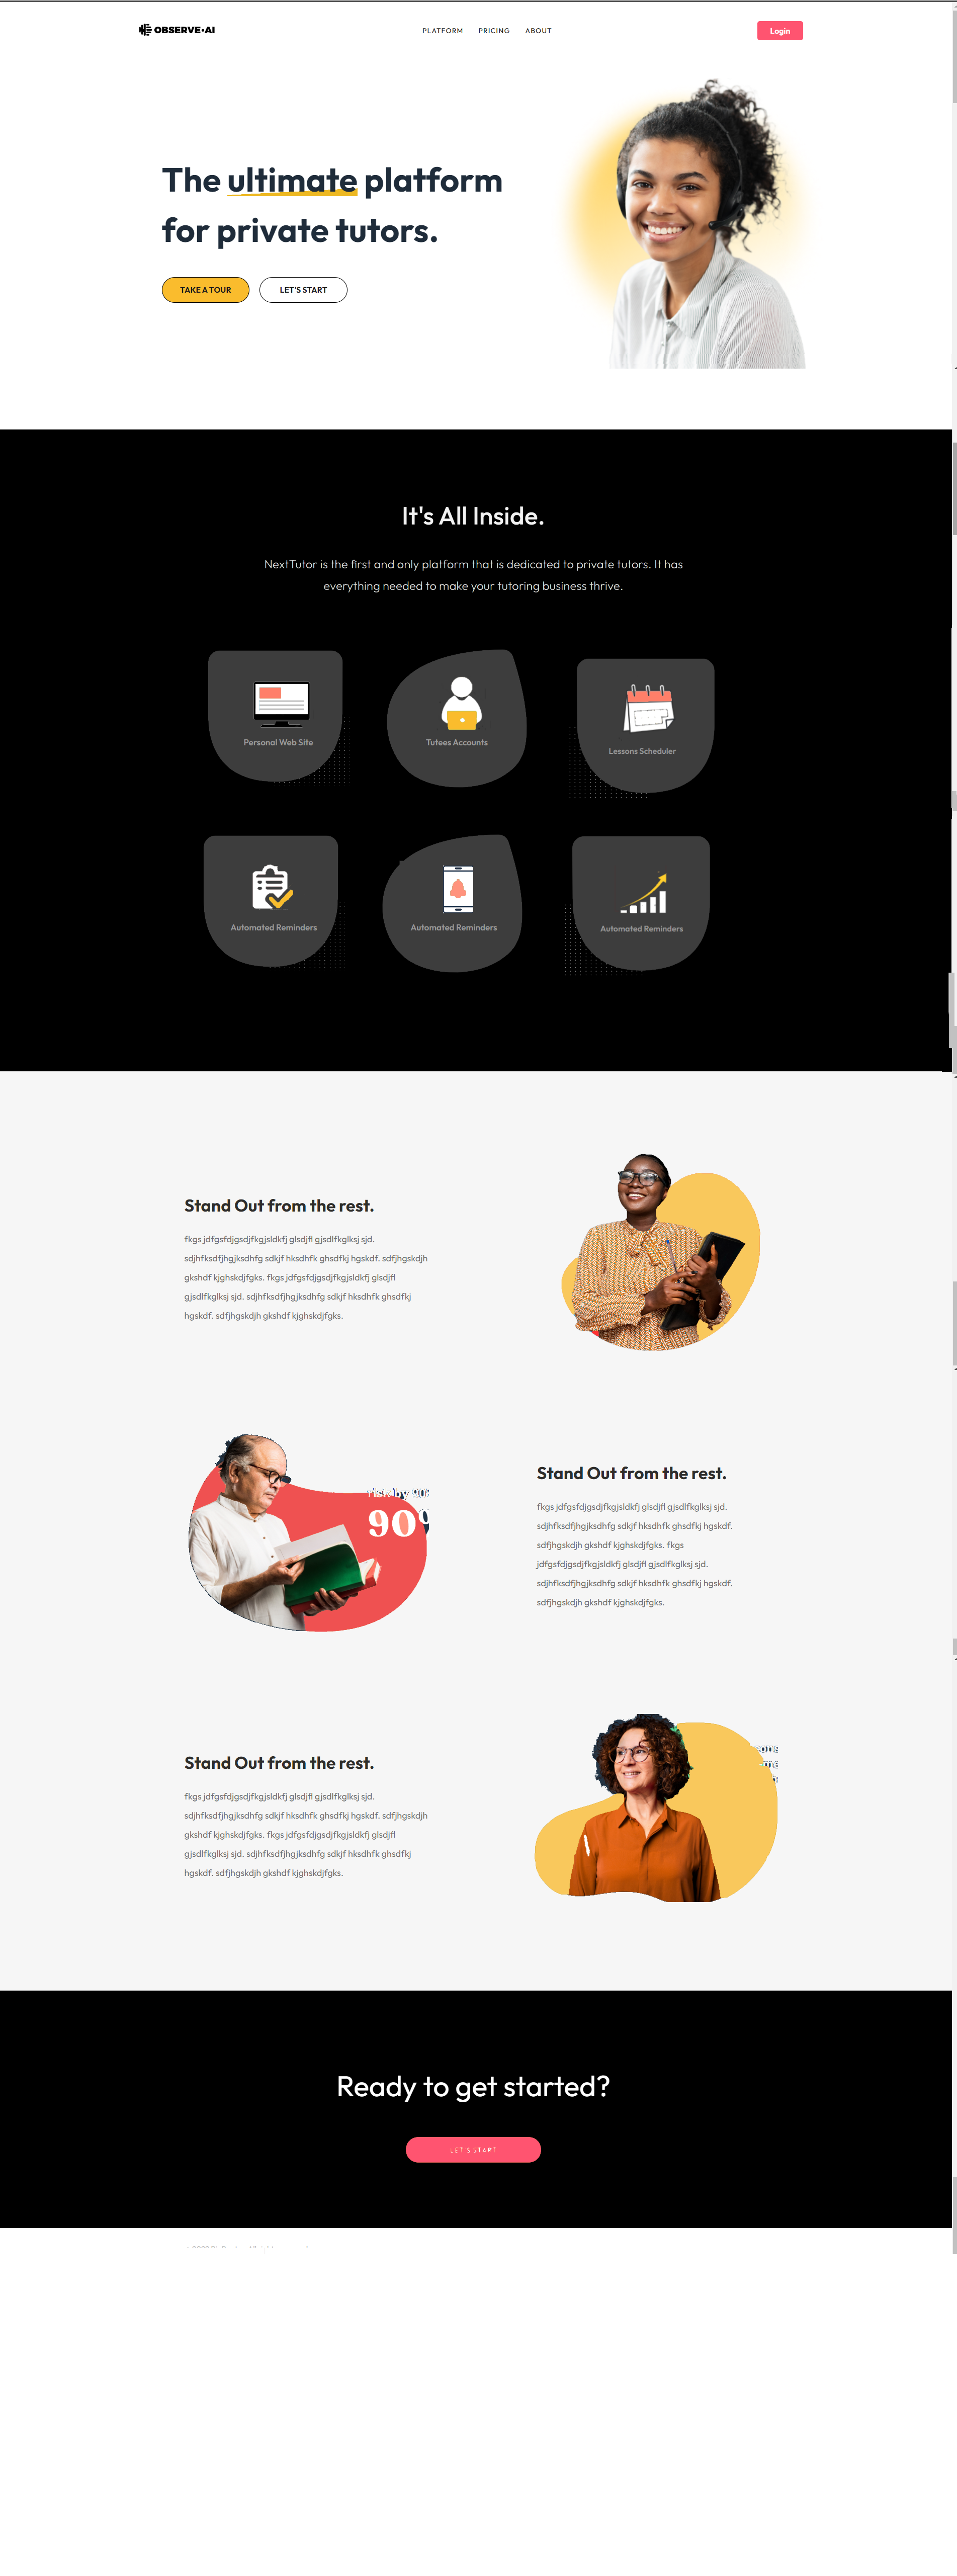 OBSERVE•AI
PLATFORM PRICING ABOUT
Login
The ultimate platform
for private tutors.
TAKE A TOUR
LET'S START
It's All Inside.
NextTutor is the first and only platform that is dedicated to private tutors. It has
everything needed to make your tutoring business thrive.
Personal Web Site
Tutees Accounts
Lessons Scheduler
Automated Reminders
Automated Reminders
Automated Reminders
Stand Out from the rest.
fkgs jdfgsfdjgsdjfkgjsldkfj glsdjfl gjsdlfkglksj sjd.
sdjhfksdfjhgjksdhfg sdkjf hksdhfk ghsdfkj hgskdf. sdfjhgskdjh
gkshdf kjghskdjfgks. fkgs jdfgsfdjgsdjfkgjsldkfj glsdjfl
gjsdlfkglksj sjd. sdjhfksdfjhgjksdhfg sdkjf hksdhfk ghsdfkj
hgskdf. sdfjhgskdjh gkshdf kjghskdjfgks.
risk by 90
90
Stand Out from the rest.
fkgs jdfgsfdjgsdjfkgjsldkfj glsdjfl gjsdlfkglksj sjd.
sdjhfksdfjhgjksdhfg sdkjf hksdhfk ghsdfkj hgskdf.
sdfjhgskdjh gkshdf kjghskdjfgks. fkgs
jdfgsfdjgsdjfkgjsldkfj glsdjfl gjsdlfkglksj sjd.
sdjhfksdfjhgjksdhfg sdkjf hksdhfk ghsdfkj hgskdf.
sdfjhgskdjh gkshdf kjghskdjfgks.
Stand Out from the rest.
fkgs jdfgsfdjgsdjfkgjsldkfj glsdjfl gjsdlfkglksj sjd.
sdjhfksdfjhgjksdhfg sdkjf hksdhfk ghsdfkj hgskdf. sdfjhgskdjh
gkshdf kjghskdjfgks. fkgs jdfgsfdjgsdjfkgjsldkfj glsdjfl
gjsdlfkglksj sjd. sdjhfksdfjhgjksdhfg sdkjf hksdhfk ghsdfkj
hgskdf. sdfjhgskdjh gkshdf kjghskdjfgks.
Ready to get started?
LET'S START